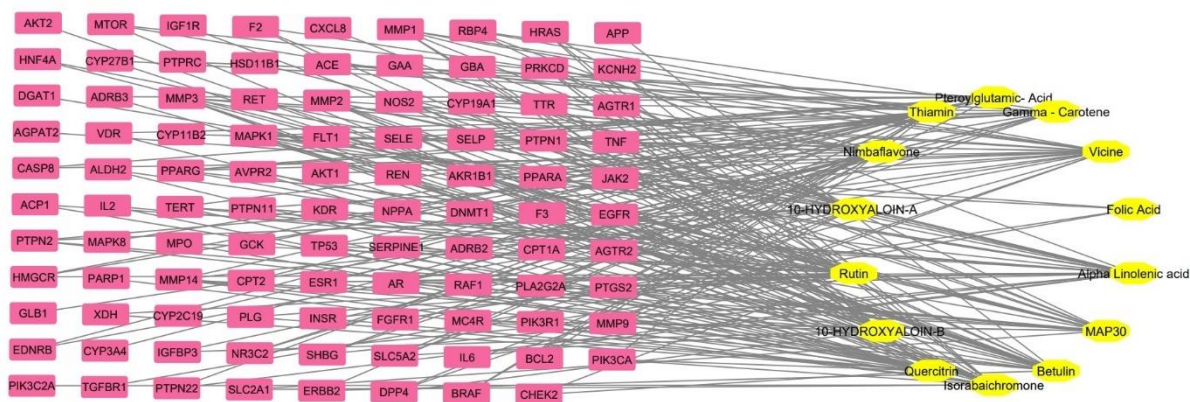 AKT2 MTOR IGF1R F2 CXCL8 MMP1 RBP4 HRAS APP
HNF4A CYP27B1 PTPRC HSD11B1 ACE GAA GBA PRKCD KCNH2
DGAT1 ADRB3 MMP3 RET MMP2 NOS2 CYP19A1 TTR AGTR1
AGPAT2 VDR CYP11B2 MAPK1 FLT1 SELE SELP PTPN1 TNF
CASP8 ALDH2 PPARG AVPR2 AKT1 REN AKR1B1 PPARA JAK2
ACP1 IL2 TERT PTPN11 KDR NPPA DNMT1 F3 EGFR
PTPN2 MAPK8 MPO GCK TP53 SERPINE1 ADRB2 CPT1A AGTR2
HMGCR PARP1 MMP14 CPT2 ESR1 AR RAF1 PLA2G2A PTGS2
GLB1 XDH CYP2C19 PLG INSR FGFR1 MC4R PIK3R1 MMP9
EDNRB CYP3A4 IGFBP3 NR3C2 SHBG SLC5A2 IL6 BCL2 PIK3CA
PIK3C2A TGFBR1 PTPN22 SLC2A1 ERBB2 DPP4 BRAF CHEK2
Pteroylglutamic- Acid
Thiamin
Gamma - Carotene
Nimbaflavone
Vicine
10-HYDROXYALOIN-A
Folic Acid
Rutin
Alpha Linolenic acid
10-HYDROXYALOIN-B
MAP30
Quercitrin
Betulin
Isorabaichromone